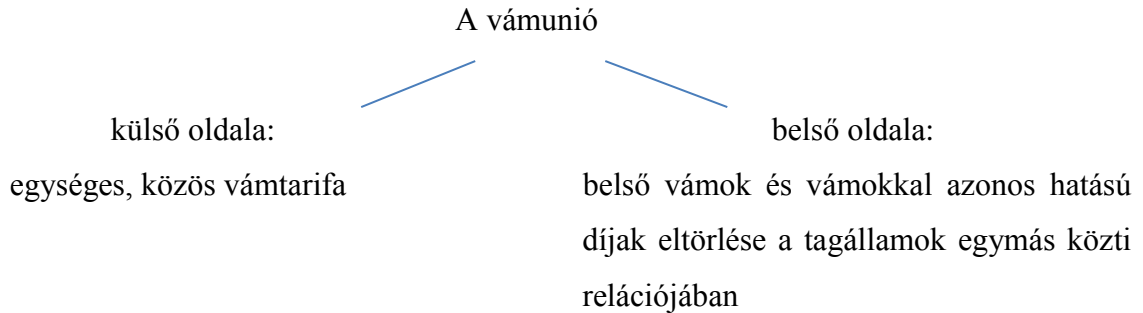 A vámunió
külső oldala:
egységes, közös vámtarifa
belső oldala:
belső vámok és vámokkal azonos hatású
díjak eltörlése a tagállamok egymás közti
relációjában